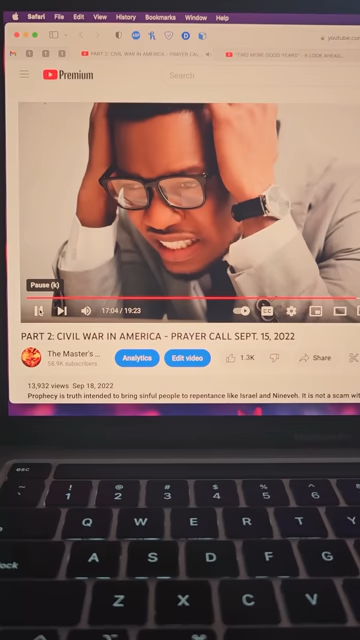 Safari File Edit View History Bookmarks Window Help
PART 2: CIVIL WAR IN AMERICA - PRAYER CAL...
"TWO MORE GOOD YEARS" - A LOOK AHEAD...
Premium
Search
Pause (k)
17:04 / 19:23
CC
PART 2: CIVIL WAR IN AMERICA - PRAYER CALL SEPT. 15, 2022
The Master's ...
58.9K subscribers
Analytics
Edit video
1.3K
Share
13,932 views Sep 18, 2022
Prophecy is truth intended to bring sinful people to repentance like Israel and Nineveh. It is not a scam wit
esc
~ ! @ # $ % ^
` 1 2 3 4 5 6
Q W E R T Y
lock A S D F G
Z X C V